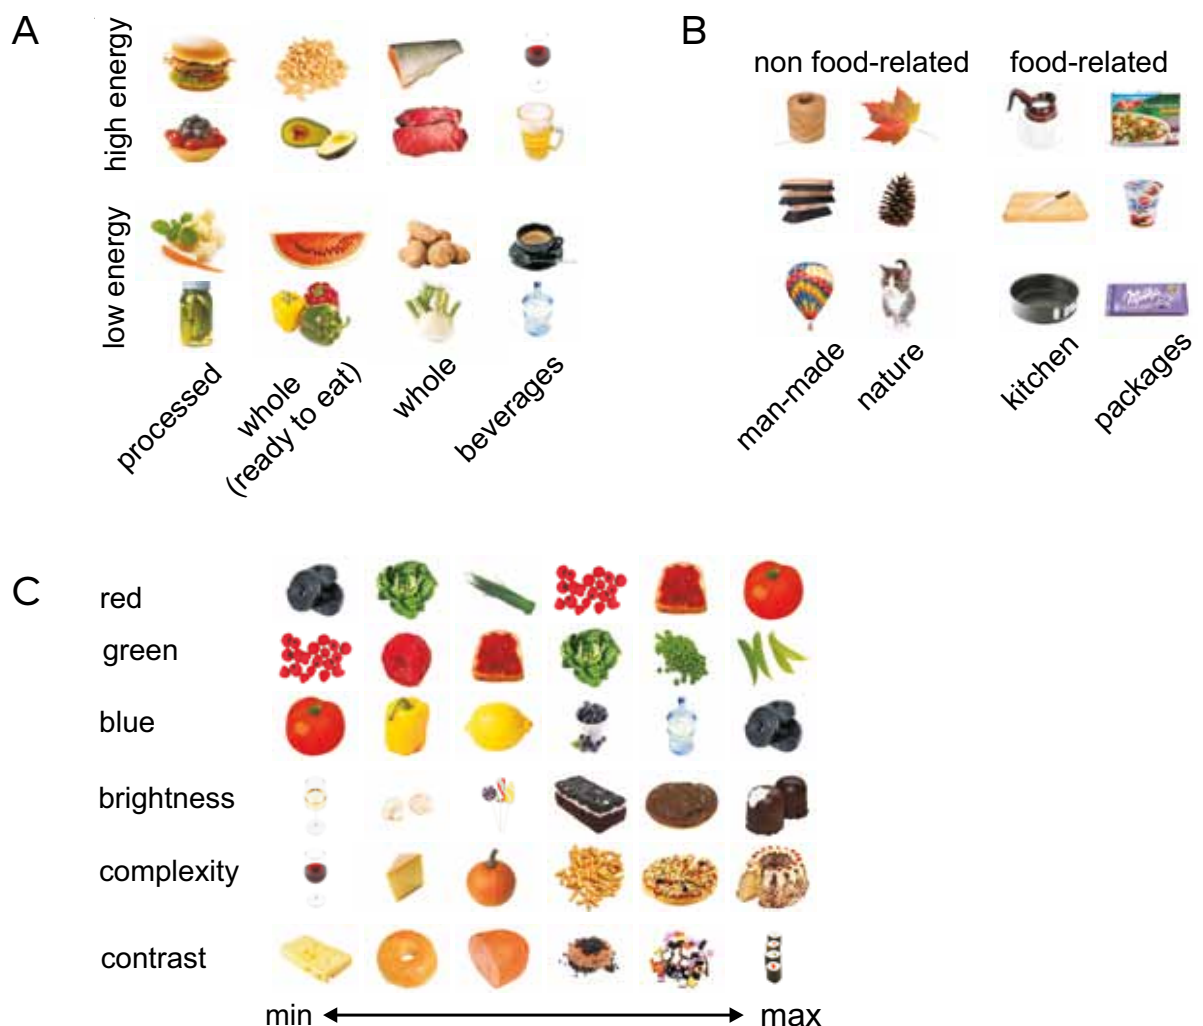 A
high energy
low energy
processed
whole
(ready to eat)
whole
beverages
B
non food-related
food-related
Milka
man-made
nature
kitchen
packages
C
red
green
blue
brightness
complexity
contrast
min
max